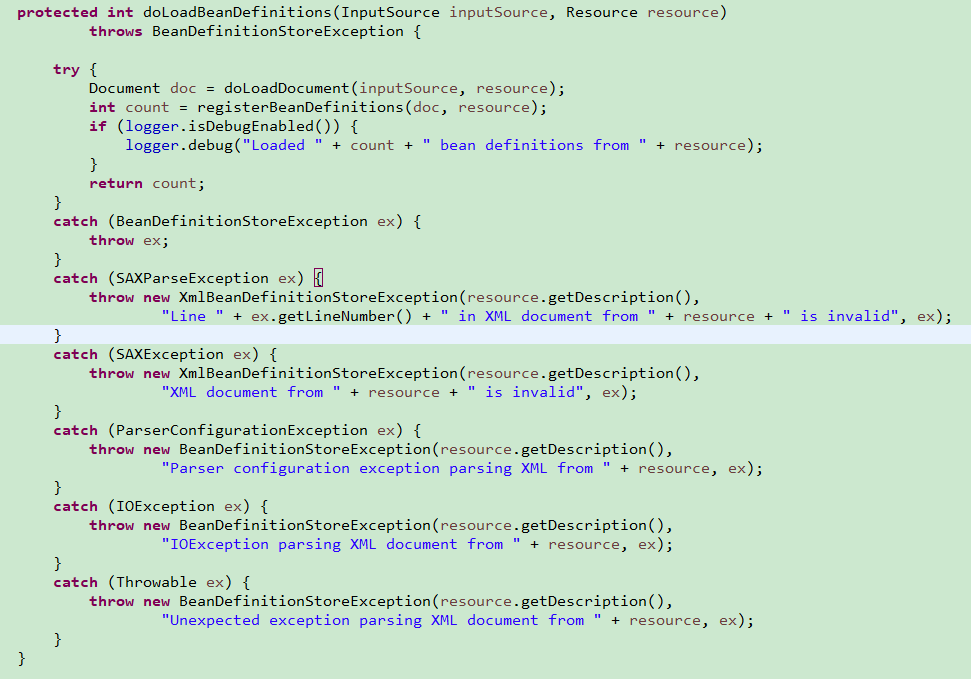 protected int doLoadBeanDefinitions(InputSource inputSource, Resource resource)
        throws BeanDefinitionStoreException {

    try {
        Document doc = doLoadDocument(inputSource, resource);
        int count = registerBeanDefinitions(doc, resource);
        if (logger.isDebugEnabled()) {
            logger.debug("Loaded " + count + " bean definitions from " + resource);
        }
        return count;
    }
    catch (BeanDefinitionStoreException ex) {
        throw ex;
    }
    catch (SAXParseException ex) {
        throw new XmlBeanDefinitionStoreException(resource.getDescription(),
                "Line " + ex.getLineNumber() + " in XML document from " + resource + " is invalid", ex);
    }
    catch (SAXException ex) {
        throw new XmlBeanDefinitionStoreException(resource.getDescription(),
                "XML document from " + resource + " is invalid", ex);
    }
    catch (ParserConfigurationException ex) {
        throw new BeanDefinitionStoreException(resource.getDescription(),
                "Parser configuration exception parsing XML from " + resource, ex);
    }
    catch (IOException ex) {
        throw new BeanDefinitionStoreException(resource.getDescription(),
                "IOException parsing XML document from " + resource, ex);
    }
    catch (Throwable ex) {
        throw new BeanDefinitionStoreException(resource.getDescription(),
                "Unexpected exception parsing XML document from " + resource, ex);
    }
}